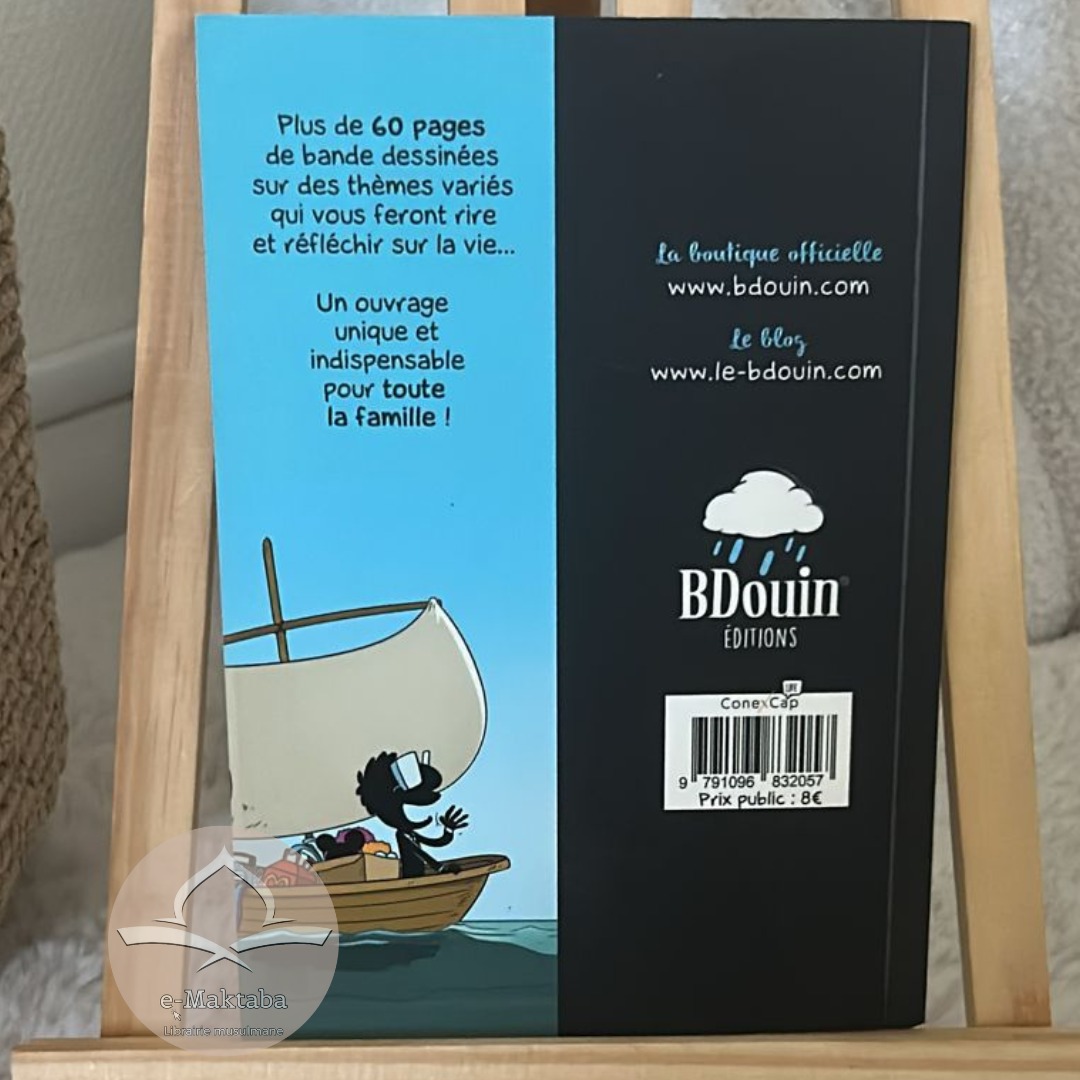 Plus de 60 pages
de bande dessinées
sur des thèmes variés
qui vous feront rire
et réfléchir sur la vie...
Un ouvrage
unique et
indispensable
pour toute
la famille !
La boutique officielle
www.bdouin.com
Le blog
www.le-bdouin.com
BDouin
ÉDITIONS
LIFE
ConexCap
9 791096 832057
Prix public : 8€
e-Maktaba
Librairie musulmane